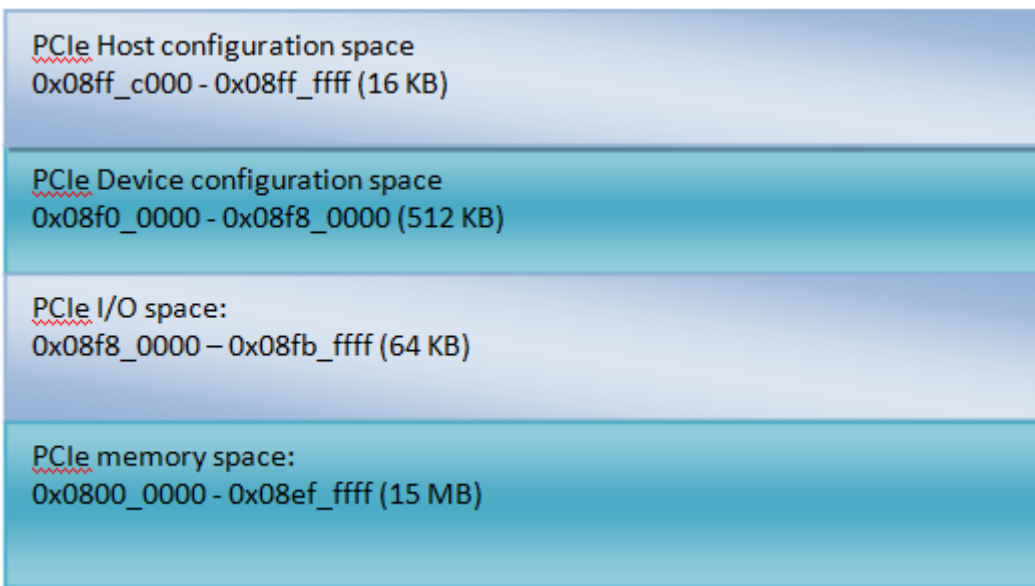 PCIe Host configuration space
0x08ff_c000 - 0x08ff_ffff (16 KB)
PCIe Device configuration space
0x08f0_0000 - 0x08f8_0000 (512 KB)
PCIe I/O space:
0x08f8_0000 – 0x08fb_ffff (64 KB)
PCIe memory space:
0x0800_0000 - 0x08ef_ffff (15 MB)